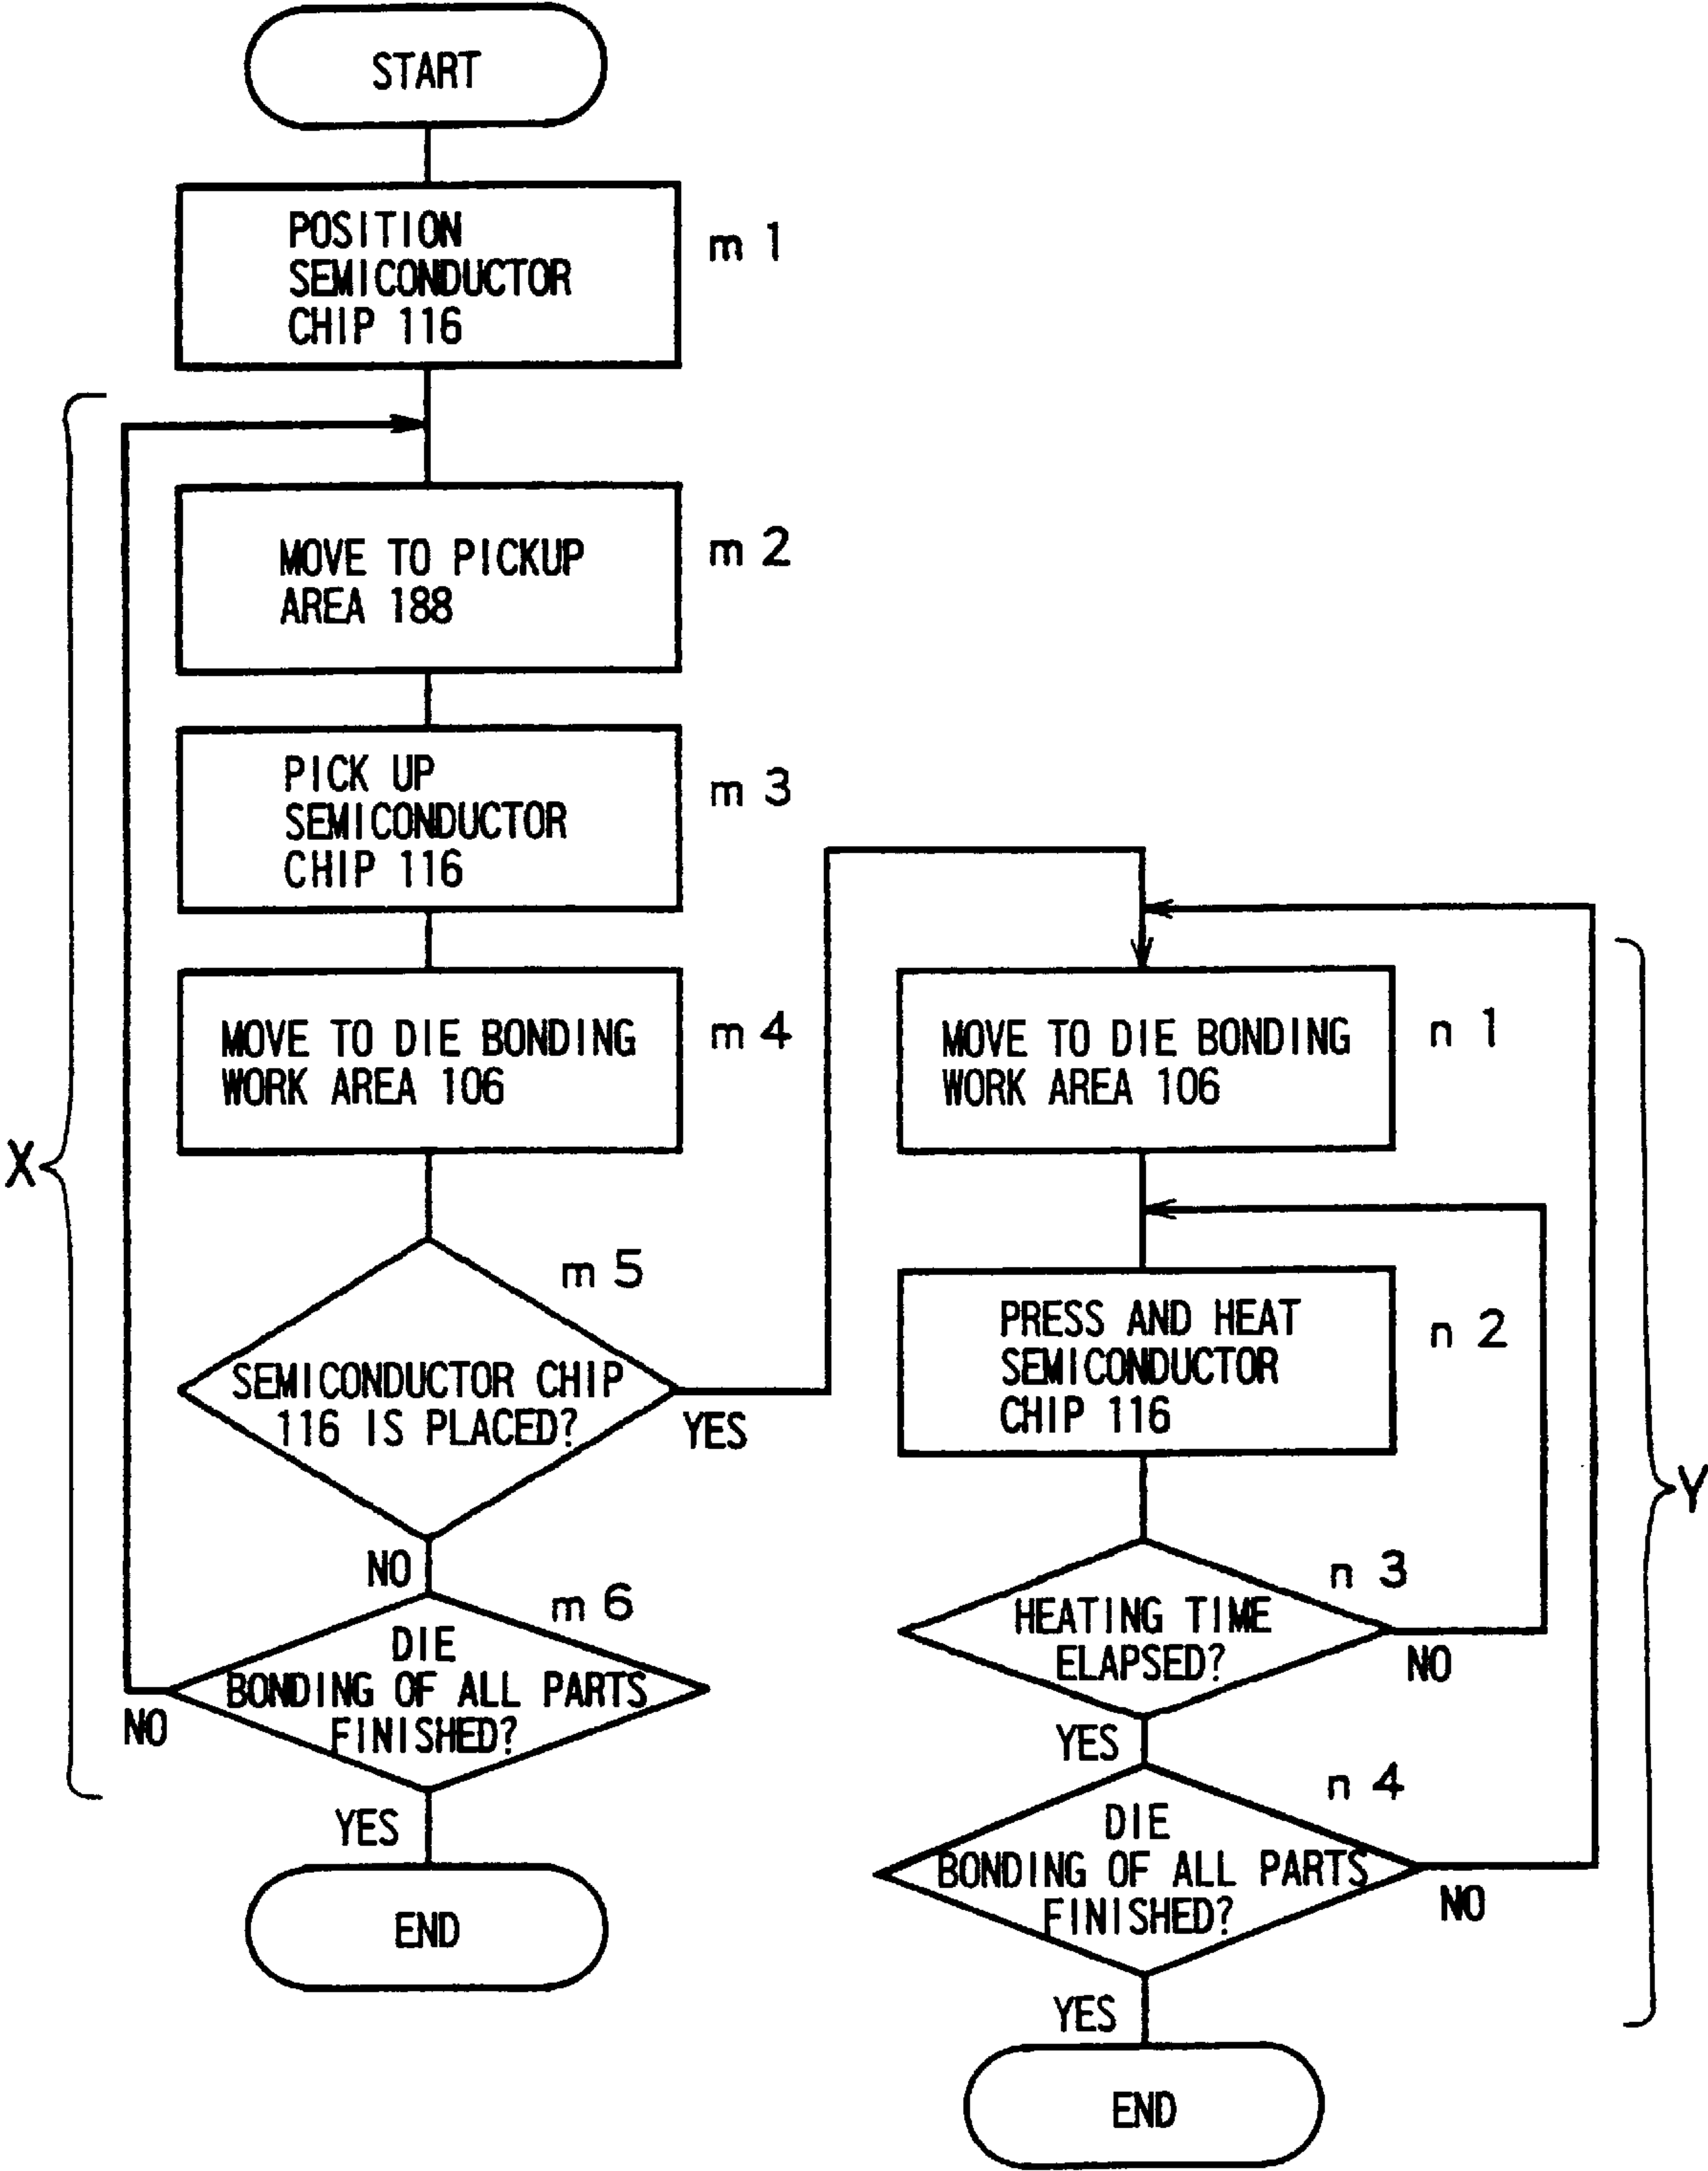 START
POSITION
SEMICONDUCTOR
CHIP 116
m 1
MOVE TO PICKUP
AREA 188
m 2
PICK UP
SEMICONDUCTOR
CHIP 116
m 3
MOVE TO DIE BONDING
WORK AREA 106
m 4
X
m 5
SEMICONDUCTOR CHIP
116 IS PLACED?
YES
NO
m 6
DIE
BONDING OF ALL PARTS
FINISHED?
NO
YES
END
MOVE TO DIE BONDING
WORK AREA 106
n 1
PRESS AND HEAT
SEMICONDUCTOR
CHIP 116
n 2
Y
n 3
HEATING TIME
ELAPSED?
NO
YES
n 4
DIE
BONDING OF ALL PARTS
FINISHED?
NO
YES
END